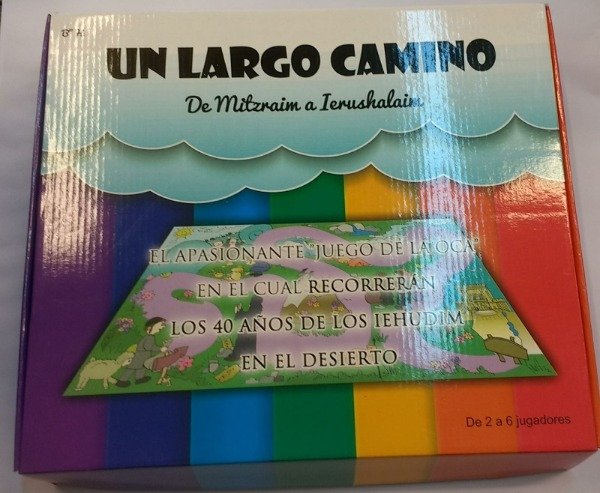 B"H
UN LARGO CAMINO
De Mitzraim a Ierushalaim
EL APASIONANTE "JUEGO DE LA OCA",
EN EL CUAL RECORRERÁN
LOS 40 AÑOS DE LOS IEHUDIM
EN EL DESIERTO
De 2 a 6 jugadores